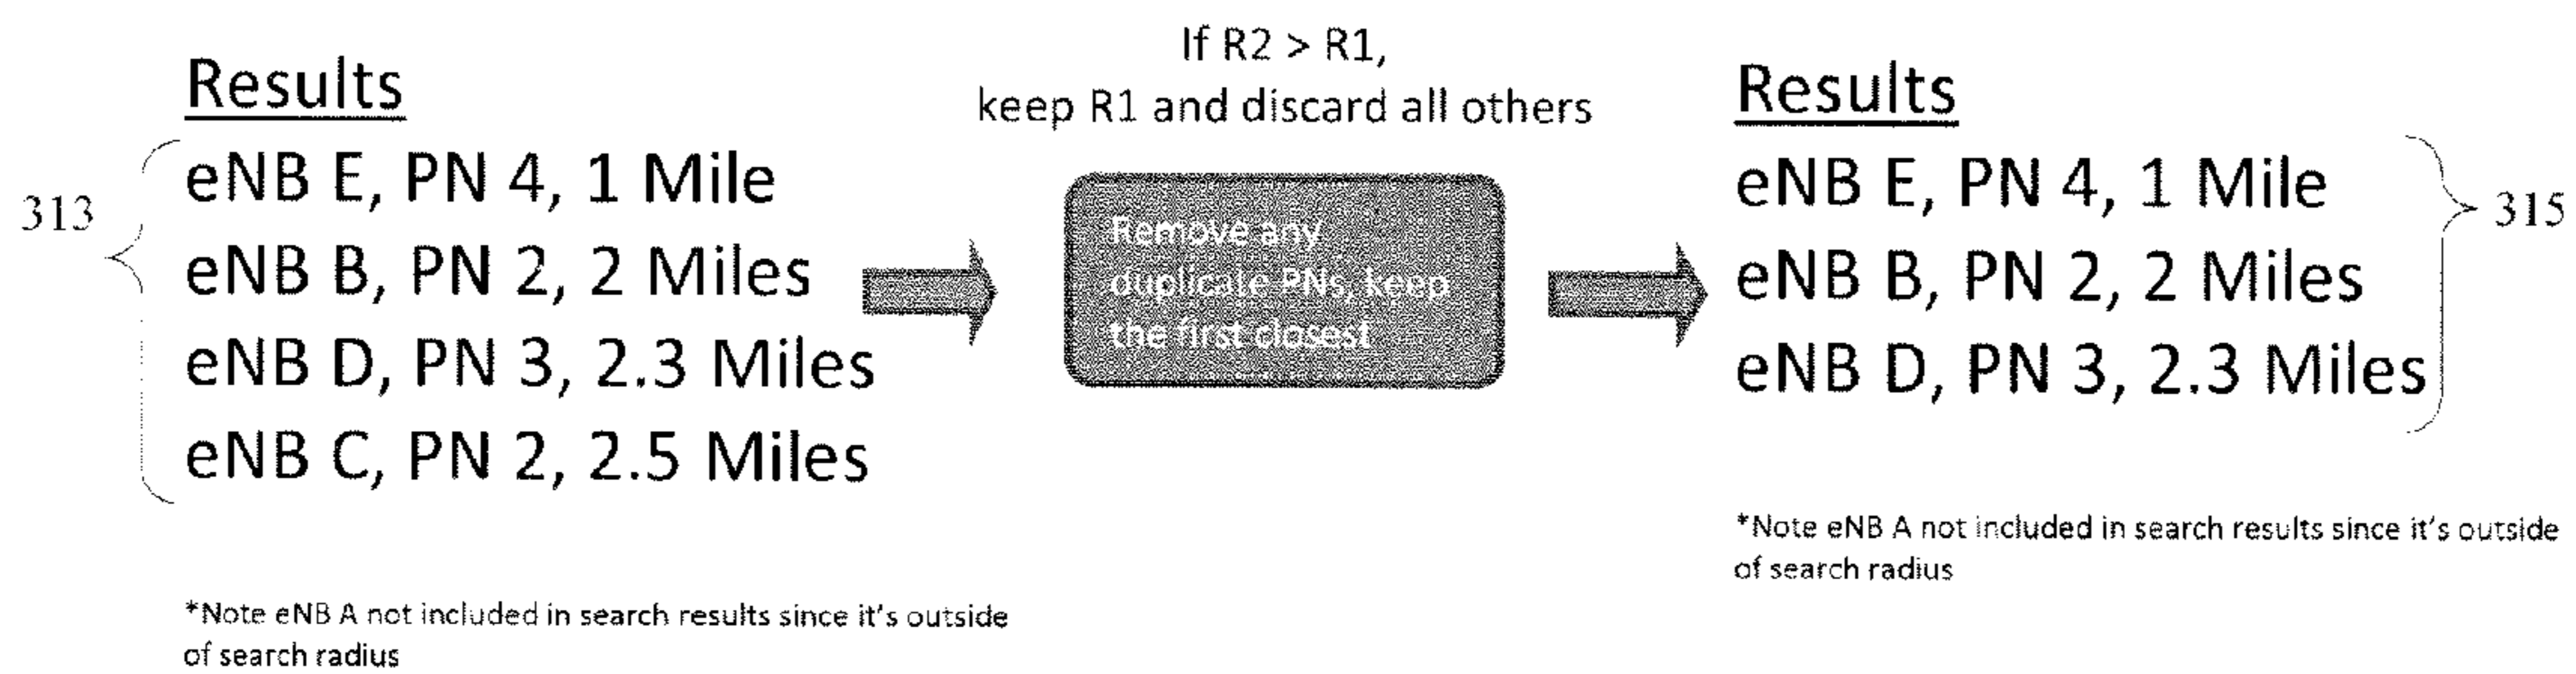 Results
313
eNB E, PN 4, 1 Mile
eNB B, PN 2, 2 Miles
eNB D, PN 3, 2.3 Miles
eNB C, PN 2, 2.5 Miles
*Note eNB A not included in search results since it's outside
of search radius
If R2 > R1,
keep R1 and discard all others
Remove any
duplicate PNs, keep
the first closest
Results
eNB E, PN 4, 1 Mile
eNB B, PN 2, 2 Miles
eNB D, PN 3, 2.3 Miles
315
*Note eNB A not included in search results since it's outside
of search radius